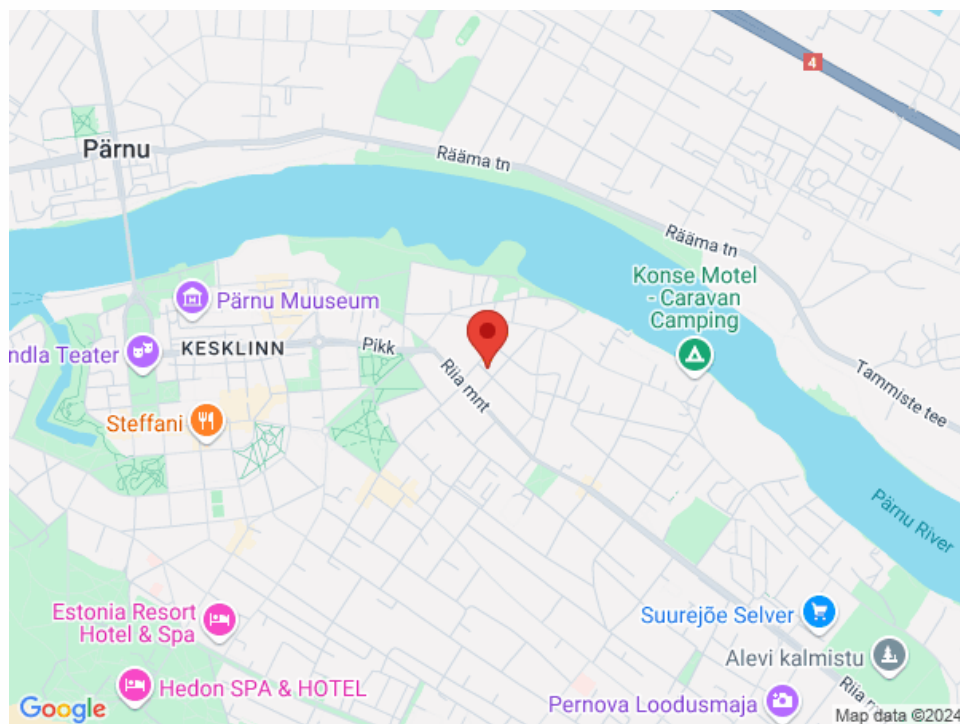 4
Pärnu
Rääma tn
Rääma tn
Konse Motel
- Caravan
Camping
Pärnu Muuseum
ndla Teater
KESKLINN
Pikk
Riia mnt
Tammiste tee
Steffani
Pärnu River
Estonia Resort
Hotel & Spa
Suurejõe Selver
Alevi kalmistu
Hedon SPA & HOTEL
Pernova Loodusmaja
Riia m
Google
Map data ©2024